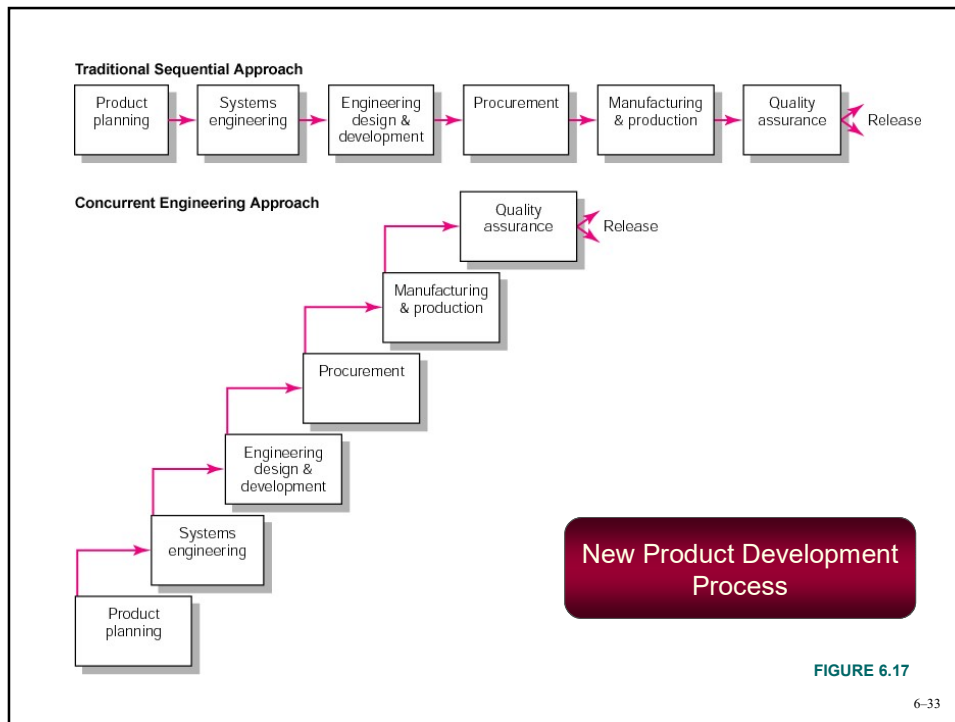 Traditional Sequential Approach
Product
planning
Systems
engineering
Engineering
design &
development
Procurement
Manufacturing
& production
Quality
assurance
Release
Concurrent Engineering Approach
Quality
assurance
Release
Manufacturing
& production
Procurement
Engineering
design &
development
Systems
engineering
Product
planning
New Product Development
Process
FIGURE 6.17
6–33